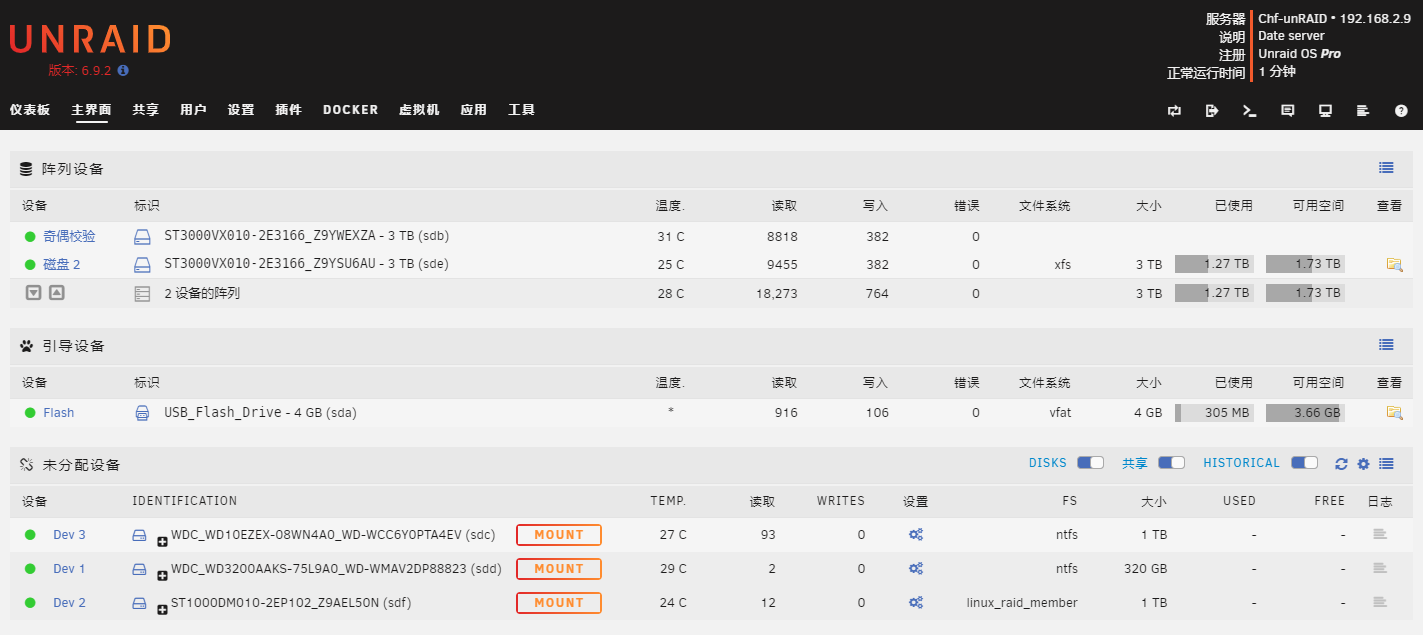 UNRAID
版本: 6.9.2
服务器 Chf-unRAID • 192.168.2.9
说明 Date server
注册 Unraid OS Pro
正常运行时间 1 分钟
仪表板 主界面 共享 用户 设置 插件 DOCKER 虚拟机 应用 工具
阵列设备
设备 标识 温度. 读取 写入 错误 文件系统 大小 已使用 可用空间 查看
奇偶校验 ST3000VX010-2E3166_Z9YWEXZA - 3 TB (sdb) 31 C 8818 382 0
磁盘 2 ST3000VX010-2E3166_Z9YSU6AU - 3 TB (sde) 25 C 9455 382 0 xfs 3 TB 1.27 TB 1.73 TB
2 设备的阵列 28 C 18,273 764 0 3 TB 1.27 TB 1.73 TB
引导设备
设备 标识 温度. 读取 写入 错误 文件系统 大小 已使用 可用空间 查看
Flash USB_Flash_Drive - 4 GB (sda) * 916 106 0 vfat 4 GB 305 MB 3.66 GB
未分配设备 DISKS 共享 HISTORICAL
设备 IDENTIFICATION TEMP. 读取 WRITES 设置 FS 大小 USED FREE 日志
Dev 3 WDC_WD10EZEX-08WN4A0_WD-WCC6Y0PTA4EV (sdc) MOUNT 27 C 93 0 ntfs 1 TB - -
Dev 1 WDC_WD3200AAKS-75L9A0_WD-WMAV2DP88823 (sdd) MOUNT 29 C 2 0 ntfs 320 GB - -
Dev 2 ST1000DM010-2EP102_Z9AEL50N (sdf) MOUNT 24 C 12 0 linux_raid_member 1 TB - -